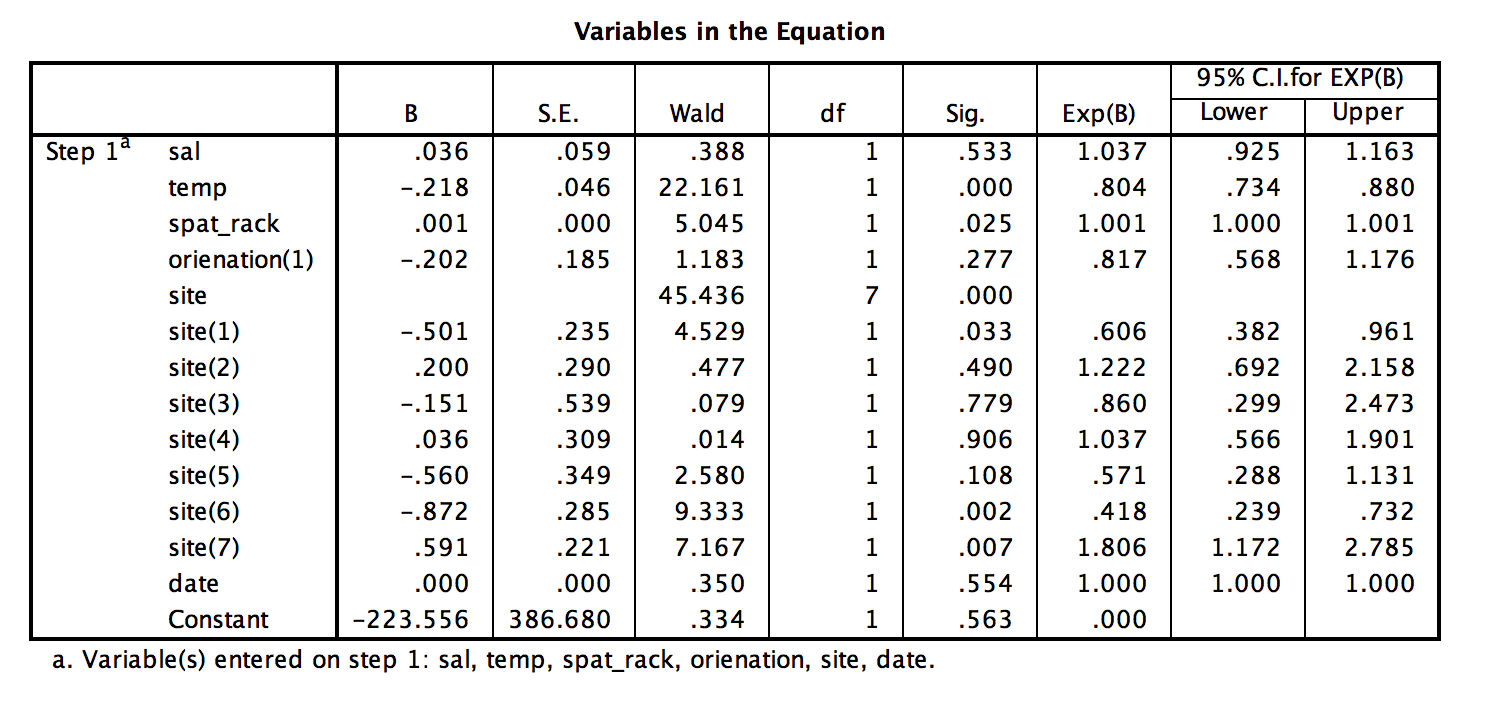 Variables in the Equation
95% C.I.for EXP(B)
B S.E. Wald df Sig. Exp(B) Lower Upper
Step 1a sal .036 .059 .388 1 .533 1.037 .925 1.163
temp −.218 .046 22.161 1 .000 .804 .734 .880
spat_rack .001 .000 5.045 1 .025 1.001 1.000 1.001
orienation(1) −.202 .185 1.183 1 .277 .817 .568 1.176
site 45.436 7 .000
site(1) −.501 .235 4.529 1 .033 .606 .382 .961
site(2) .200 .290 .477 1 .490 1.222 .692 2.158
site(3) −.151 .539 .079 1 .779 .860 .299 2.473
site(4) .036 .309 .014 1 .906 1.037 .566 1.901
site(5) −.560 .349 2.580 1 .108 .571 .288 1.131
site(6) −.872 .285 9.333 1 .002 .418 .239 .732
site(7) .591 .221 7.167 1 .007 1.806 1.172 2.785
date .000 .000 .350 1 .554 1.000 1.000 1.000
Constant −223.556 386.680 .334 1 .563 .000
a. Variable(s) entered on step 1: sal, temp, spat_rack, orienation, site, date.